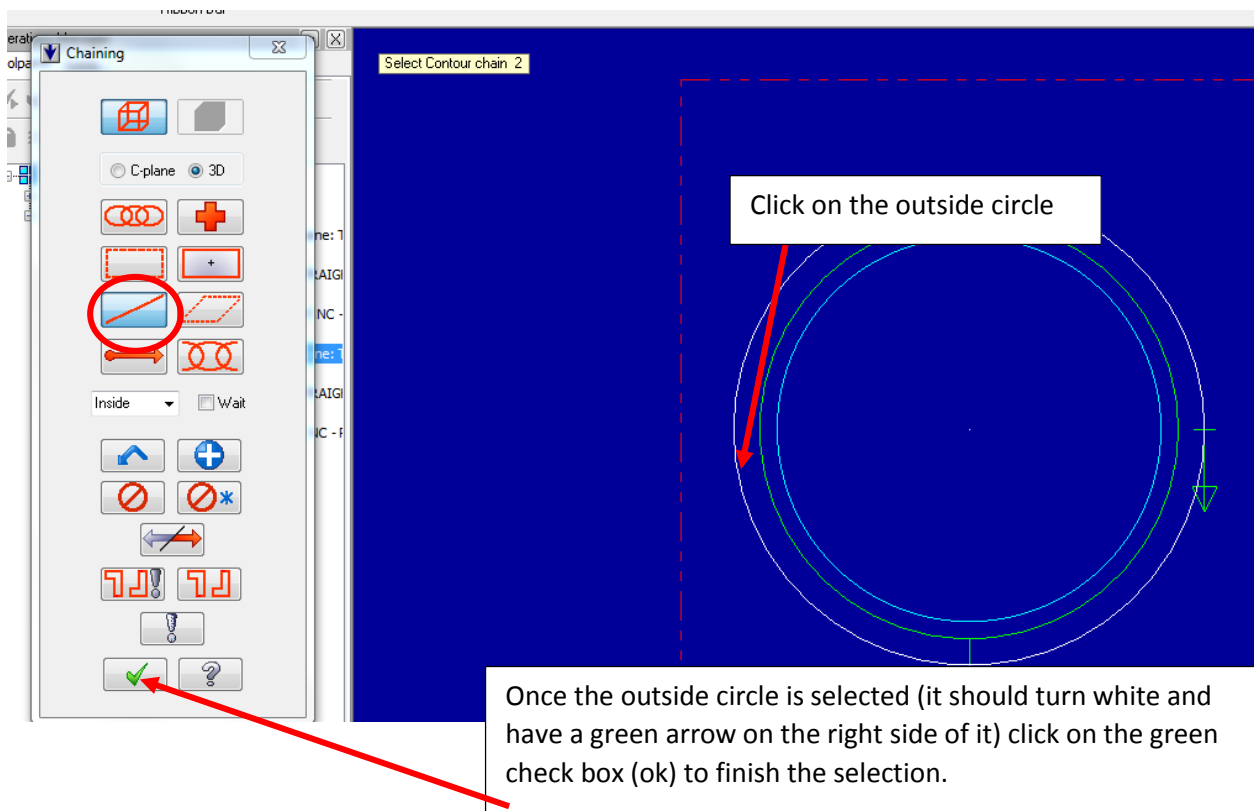 Chaining
Select Contour chain 2
C-plane 3D
Click on the outside circle
Inside Wait
Once the outside circle is selected (it should turn white and
have a green arrow on the right side of it) click on the green
check box (ok) to finish the selection.